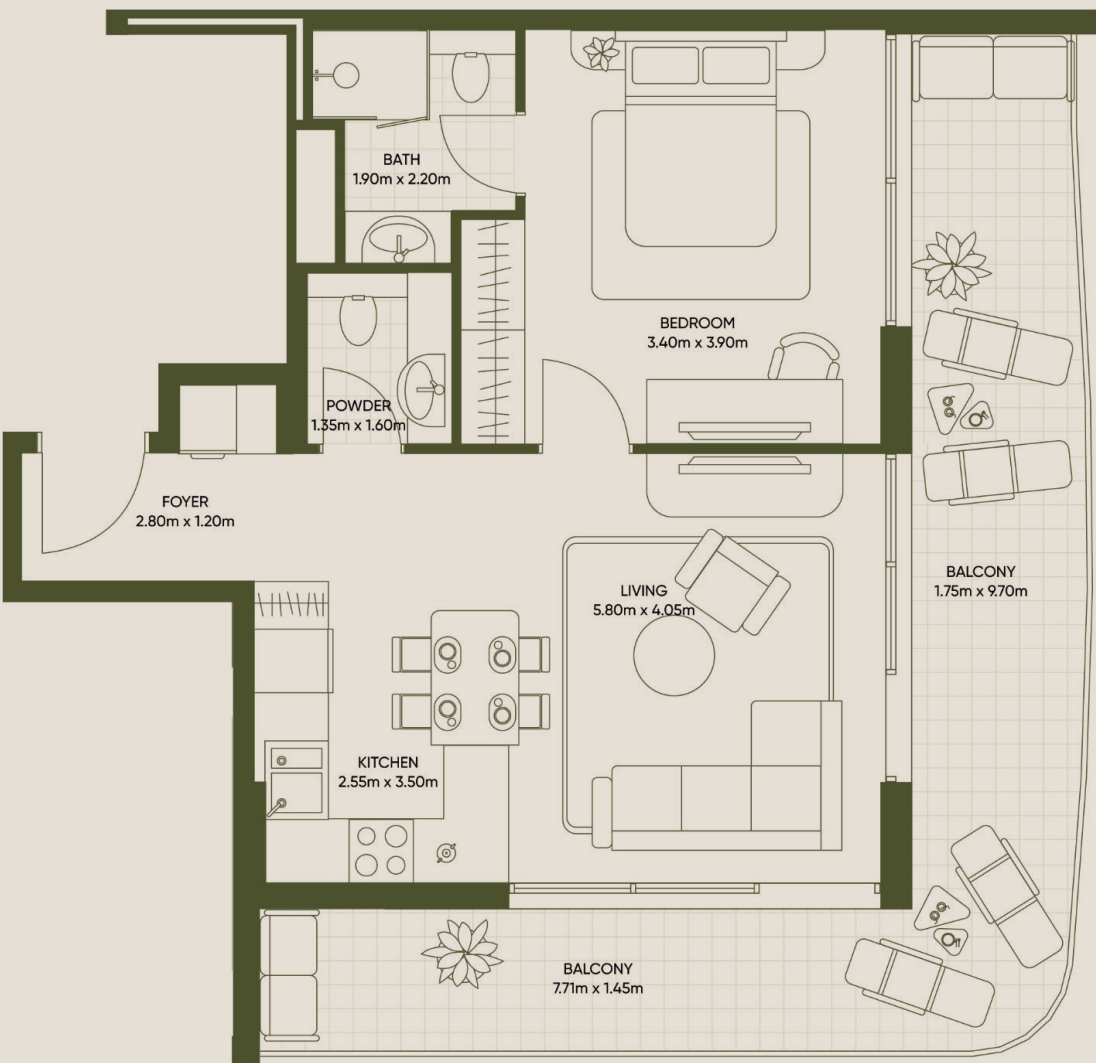 BATH
1.90m x 2.20m
BEDROOM
3.40m x 3.90m
POWDER
1.35m x 1.60m
FOYER
2.80m x 1.20m
LIVING
5.80m x 4.05m
BALCONY
1.75m x 9.70m
KITCHEN
2.55m x 3.50m
BALCONY
7.71m x 1.45m